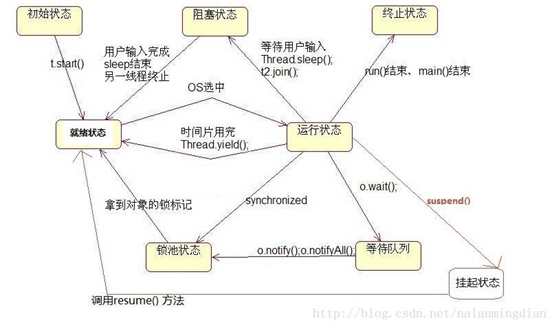 初始状态
阻塞状态
终止状态
t.start()
用户输入完成
sleep结束
另一线程终止
等待用户输入
Thread.sleep();
t2.join();
run()结束、main()结束
OS选中
就绪状态
运行状态
时间片用完
Thread.yield();
o.wait();
suspend()
拿到对象的锁标记
synchronized
锁池状态
o.notify();o.notifyAll();
等待队列
挂起状态
调用resume() 方法
http://blog.csdn.net/nalanmingdian